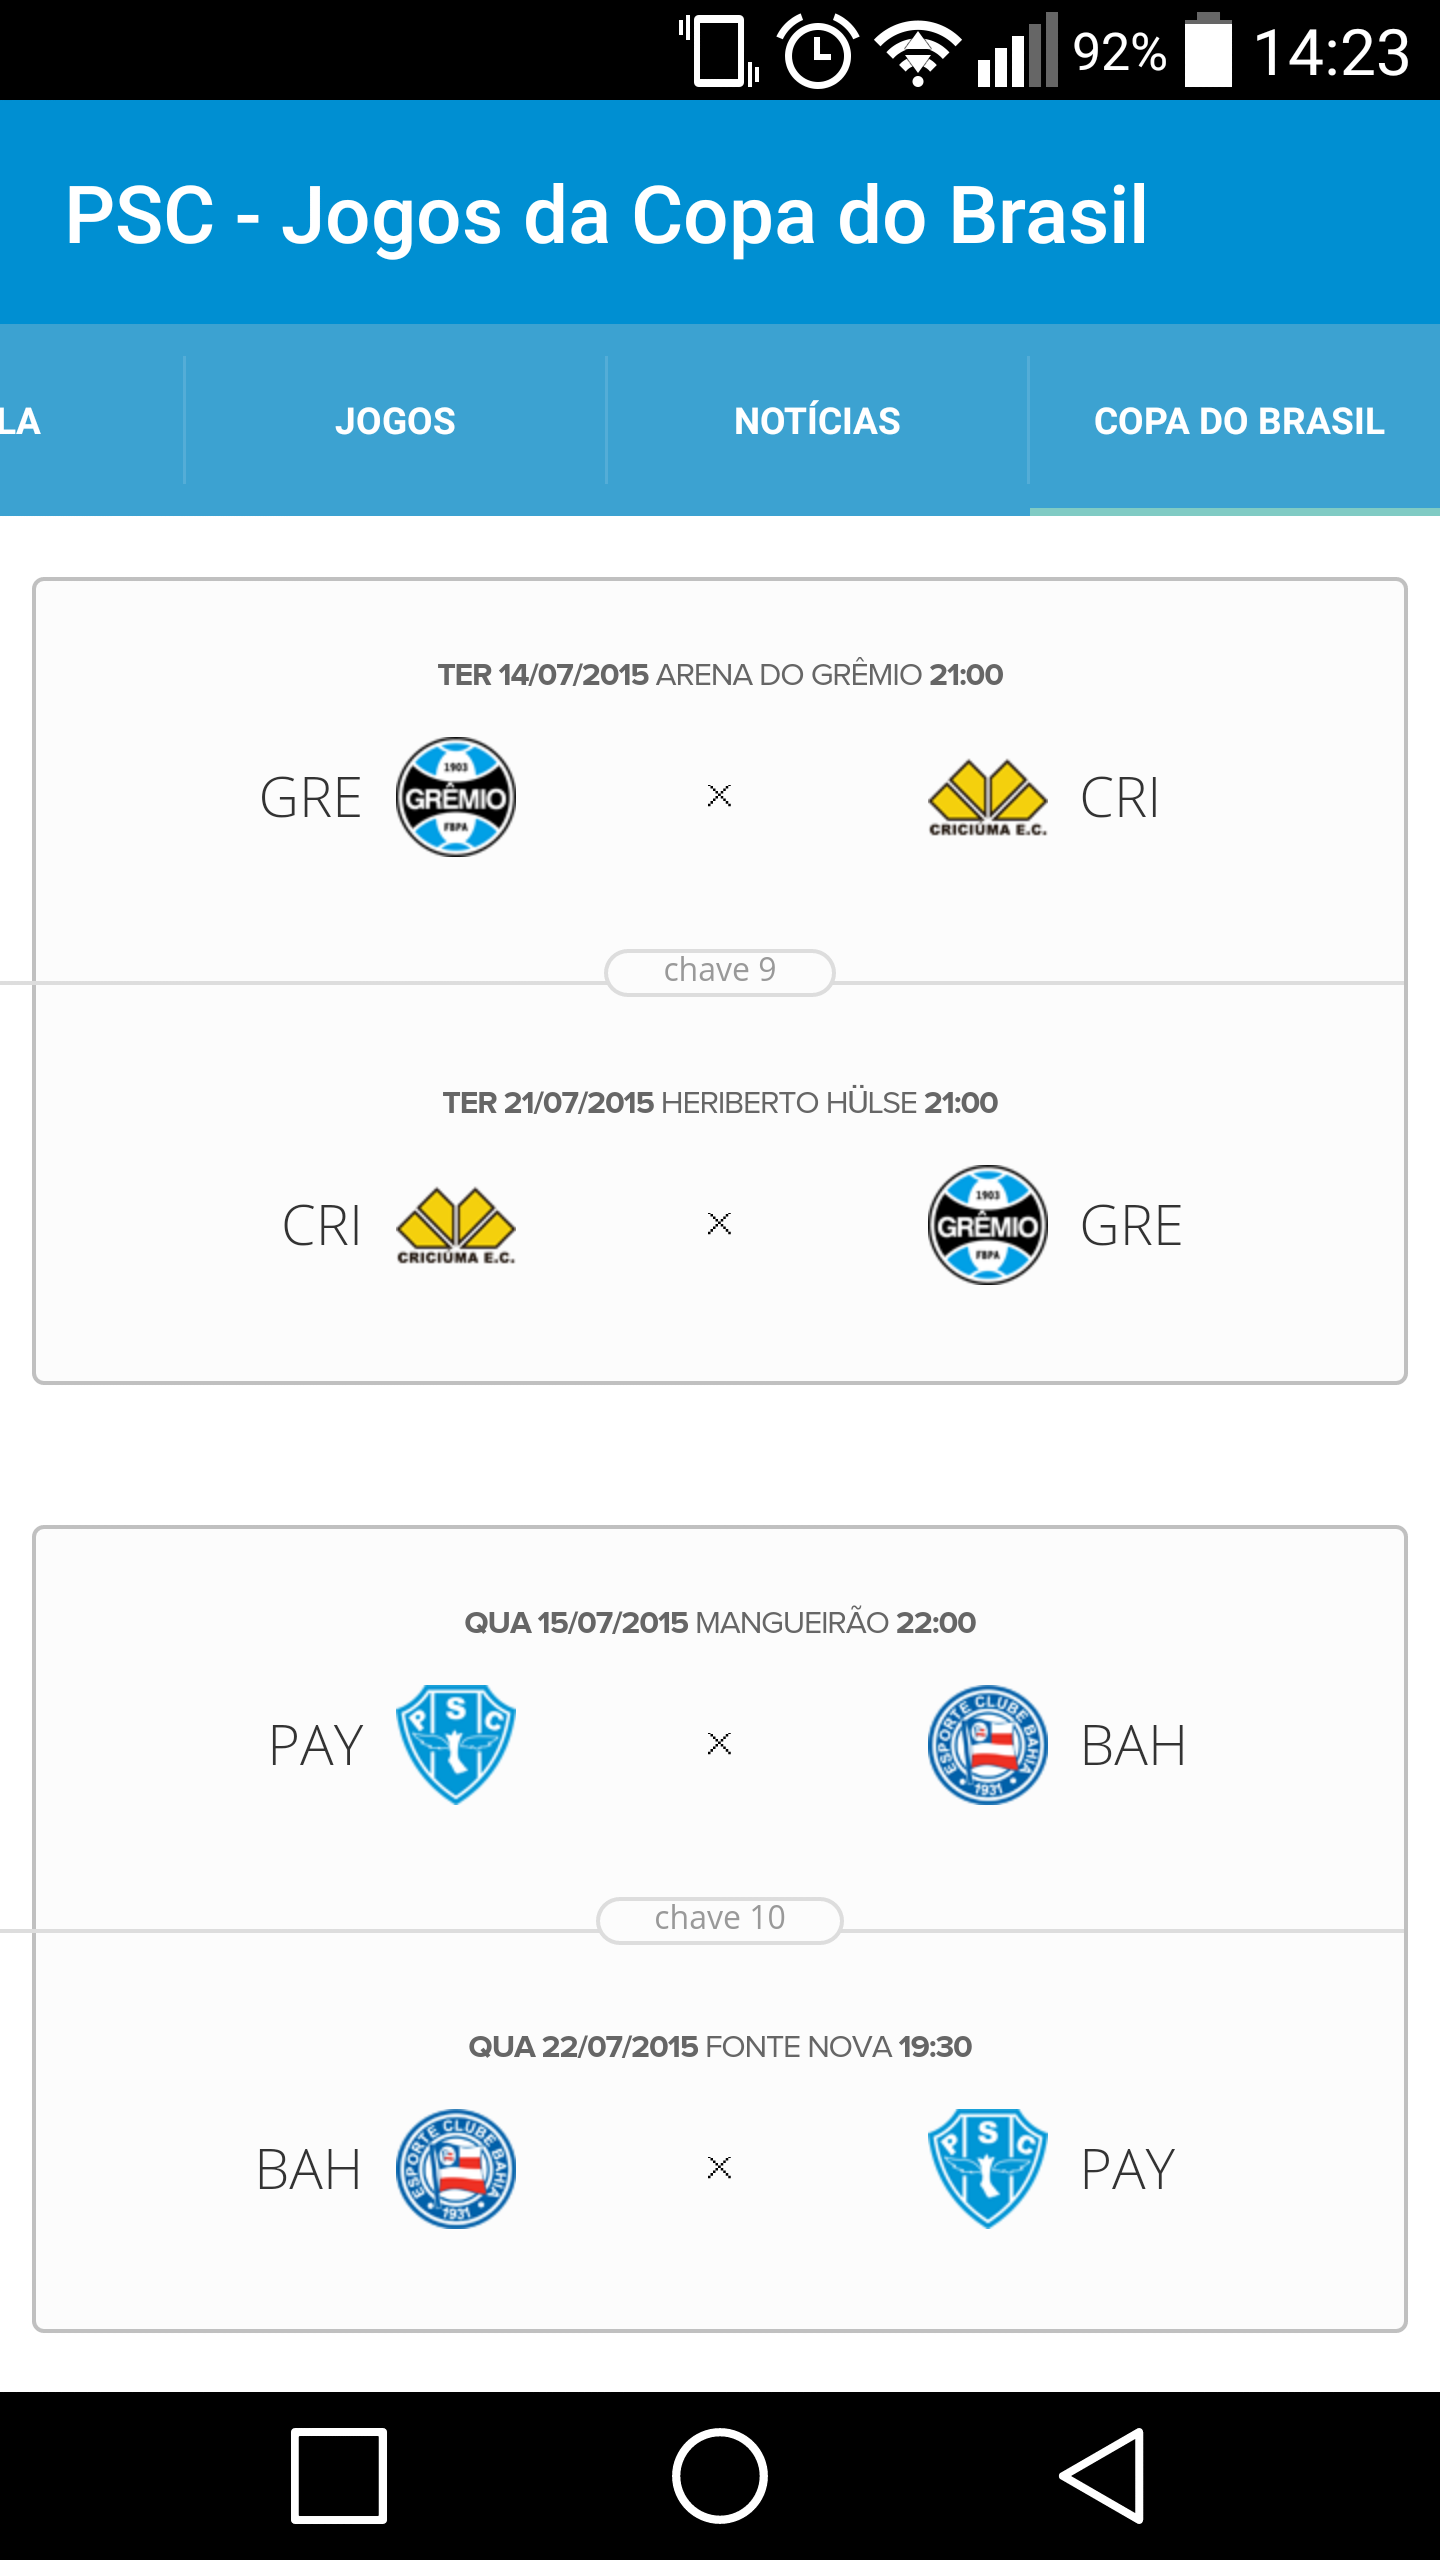 92% 14:23
PSC - Jogos da Copa do Brasil
LA JOGOS NOTÍCIAS COPA DO BRASIL
TER 14/07/2015 ARENA DO GRÊMIO 21:00
GRE 1903 GRÊMIO FBPA × CRICIÚMA E.C. CRI
chave 9
TER 21/07/2015 HERIBERTO HÜLSE 21:00
CRI CRICIÚMA E.C. × 1903 GRÊMIO FBPA GRE
QUA 15/07/2015 MANGUEIRÃO 22:00
PAY PSC × ESPORTE CLUBE BAHIA 1931 BAH
chave 10
QUA 22/07/2015 FONTE NOVA 19:30
BAH ESPORTE CLUBE BAHIA 1931 × PSC PAY